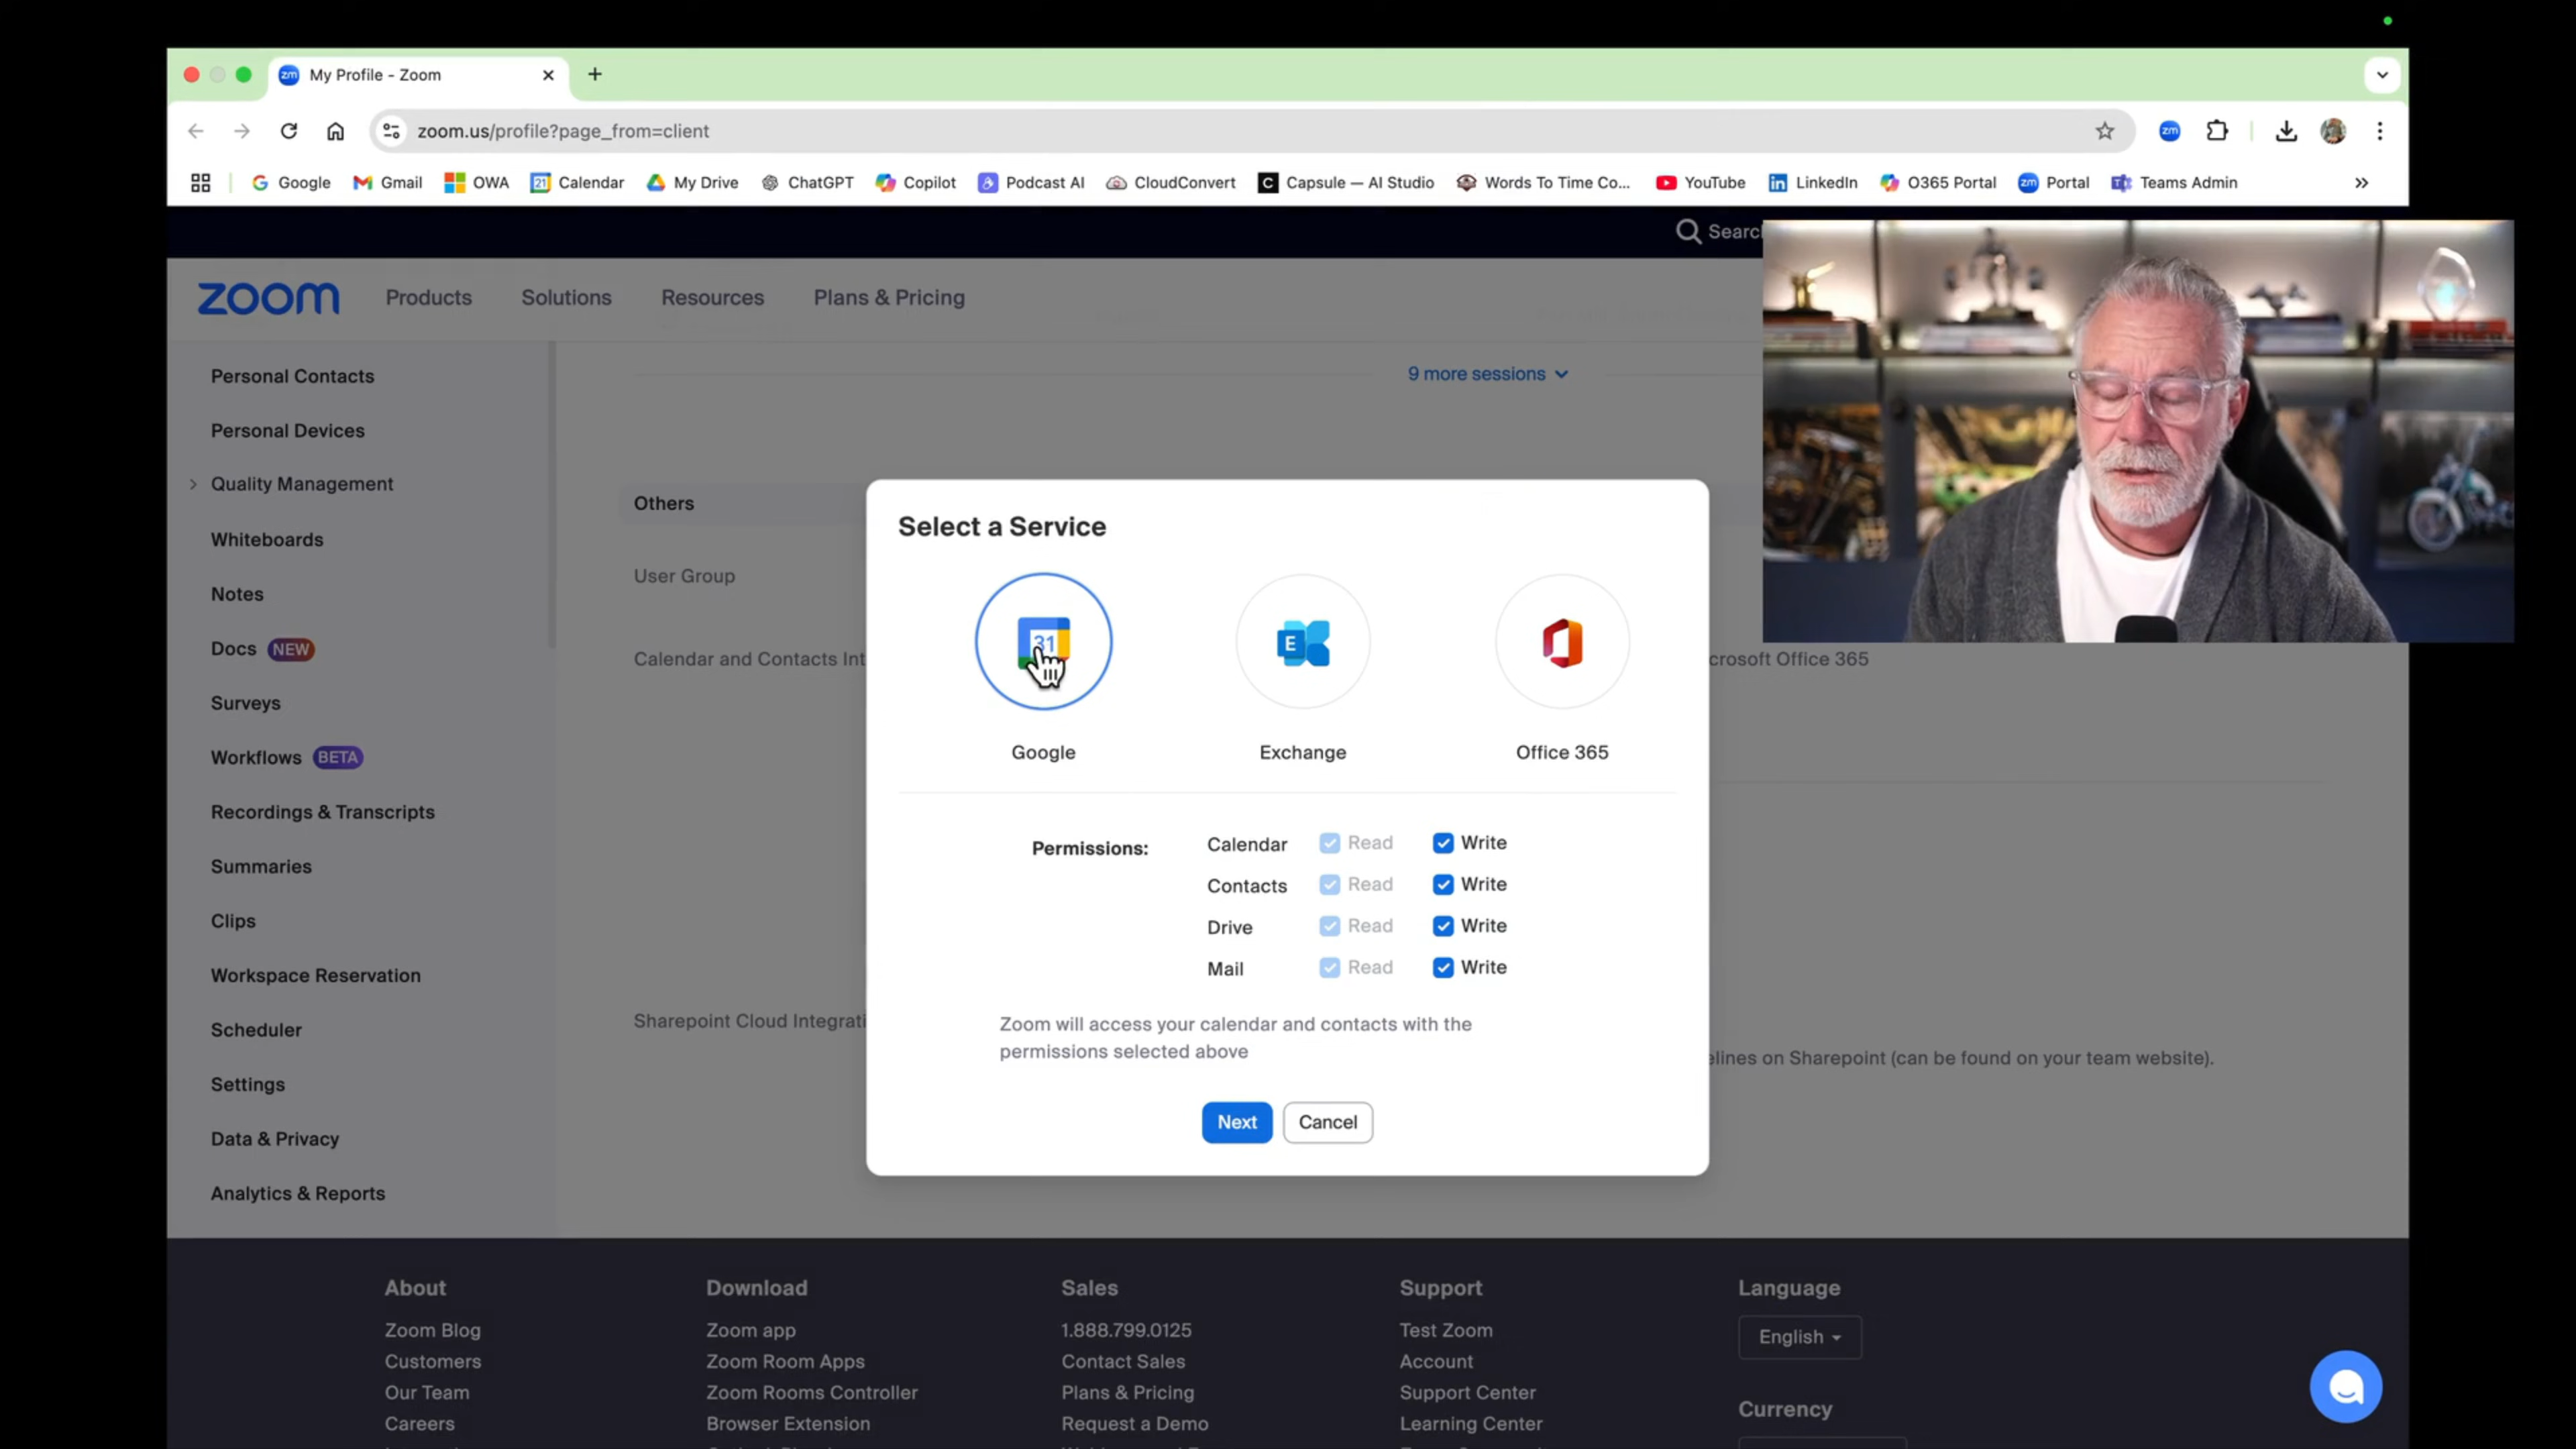 My Profile - Zoom
zoom.us/profile?page_from=client
Google Gmail OWA Calendar My Drive ChatGPT Copilot Podcast AI CloudConvert Capsule — AI Studio Words To Time Co... YouTube LinkedIn O365 Portal Portal Teams Admin
Search
zoom Products Solutions Resources Plans & Pricing
Personal Contacts
Personal Devices
Quality Management
Whiteboards
Notes
Docs NEW
Surveys
Workflows BETA
Recordings & Transcripts
Summaries
Clips
Workspace Reservation
Scheduler
Settings
Data & Privacy
Analytics & Reports
9 more sessions
Others
User Group
Calendar and Contacts Int
crosoft Office 365
Sharepoint Cloud Integrati
elines on Sharepoint (can be found on your team website).
Select a Service
31
E
Google Exchange Office 365
Permissions:
Calendar Read Write
Contacts Read Write
Drive Read Write
Mail Read Write
Zoom will access your calendar and contacts with the
permissions selected above
Next Cancel
About
Zoom Blog
Customers
Our Team
Careers
Download
Zoom app
Zoom Room Apps
Zoom Rooms Controller
Browser Extension
Sales
1.888.799.0125
Contact Sales
Plans & Pricing
Request a Demo
Support
Test Zoom
Account
Support Center
Learning Center
Language
English
Currency